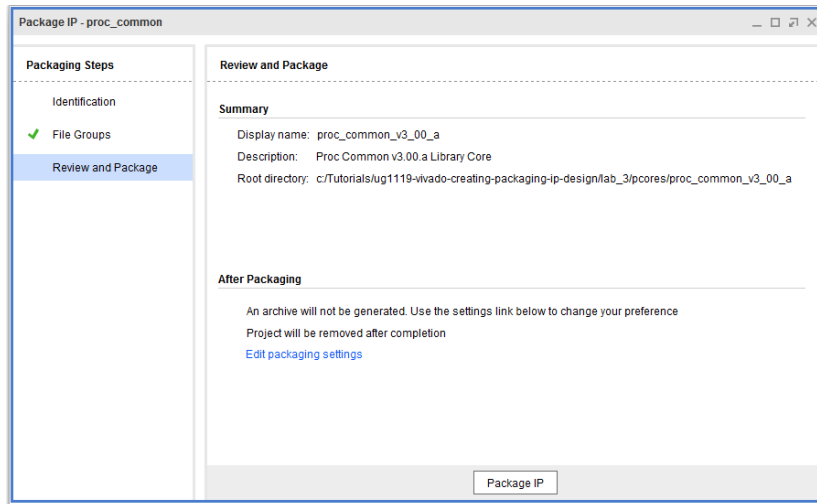 Package IP - proc_common
Packaging Steps
Identification
File Groups
Review and Package
Review and Package
Summary
Display name: proc_common_v3_00_a
Description: Proc Common v3.00.a Library Core
Root directory: c:/Tutorials/ug1119-vivado-creating-packaging-ip-design/lab_3/pcores/proc_common_v3_00_a
After Packaging
An archive will not be generated. Use the settings link below to change your preference
Project will be removed after completion
Edit packaging settings
Package IP